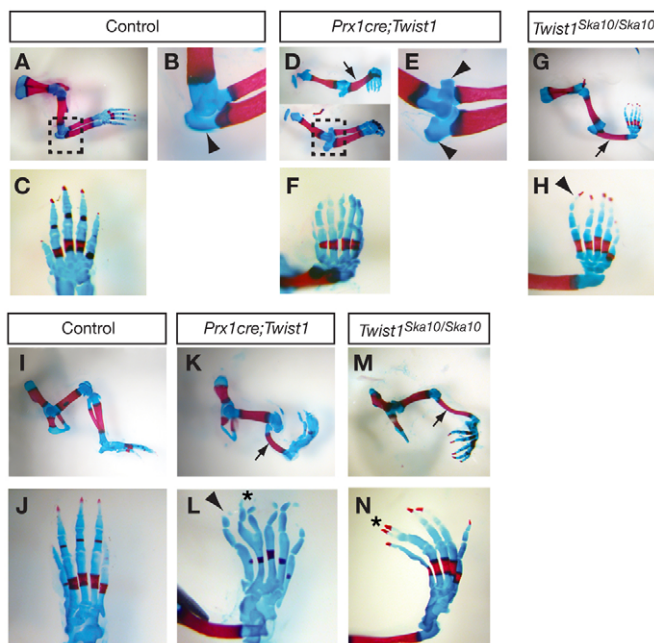 Control
Prx1cre;Twist1
Twist1Ska10/Ska10
A
B
D
E
G
C
F
H
Control
Prx1cre;Twist1
Twist1Ska10/Ska10
I
K
M
J
L
*
N
*